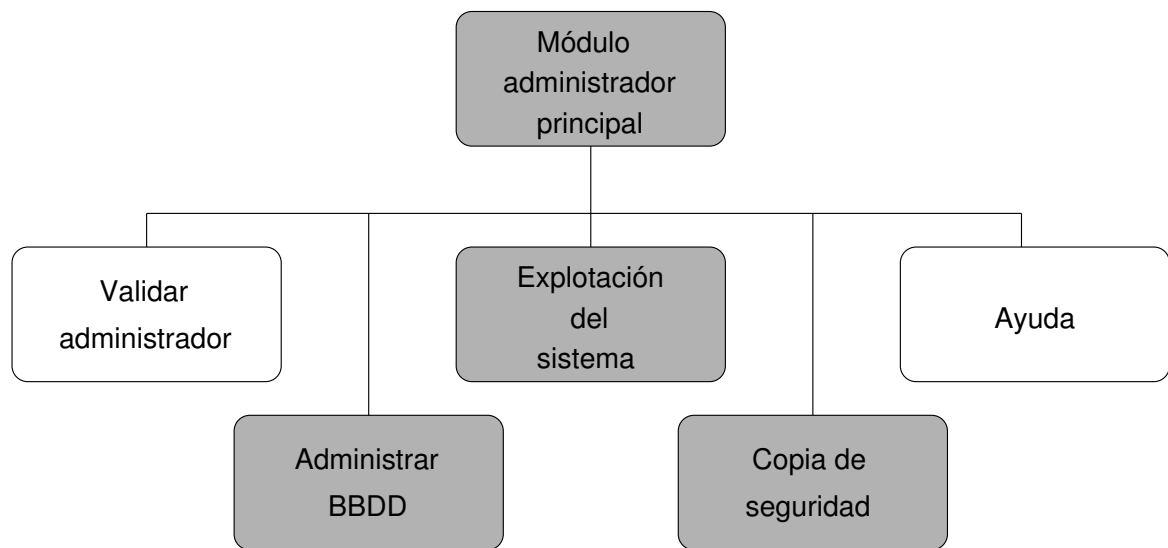 Módulo
administrador
principal
Validar
administrador
Explotación
del
sistema
Ayuda
Administrar
BBDD
Copia de
seguridad